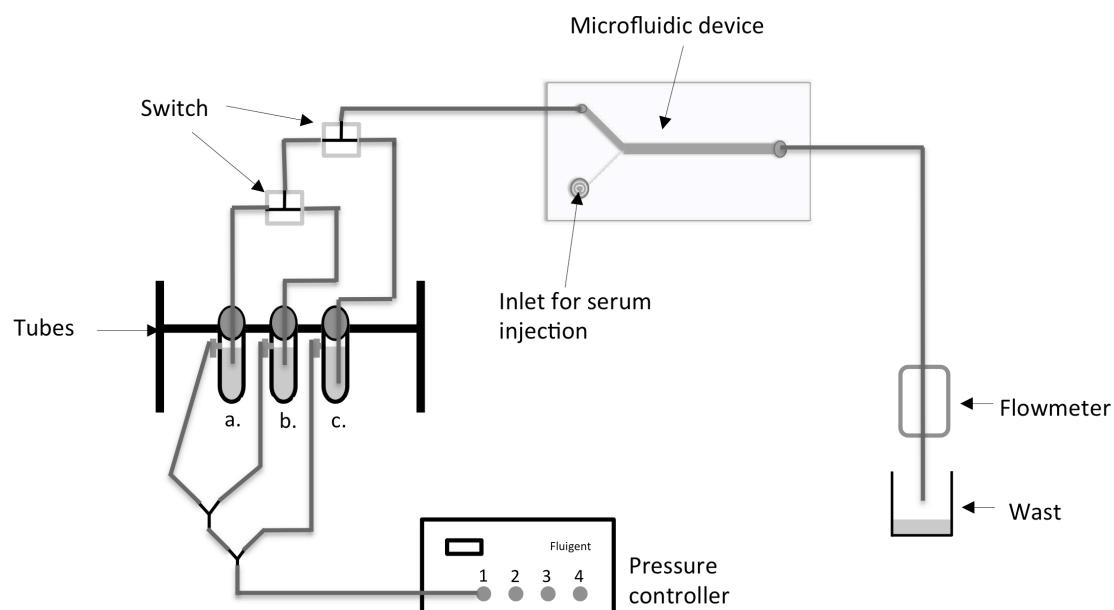 Microfluidic device
Switch
Inlet for serum
injection
Tubes
a. b. c.
Flowmeter
Wast
Fluigent
1 2 3 4
Pressure
controller